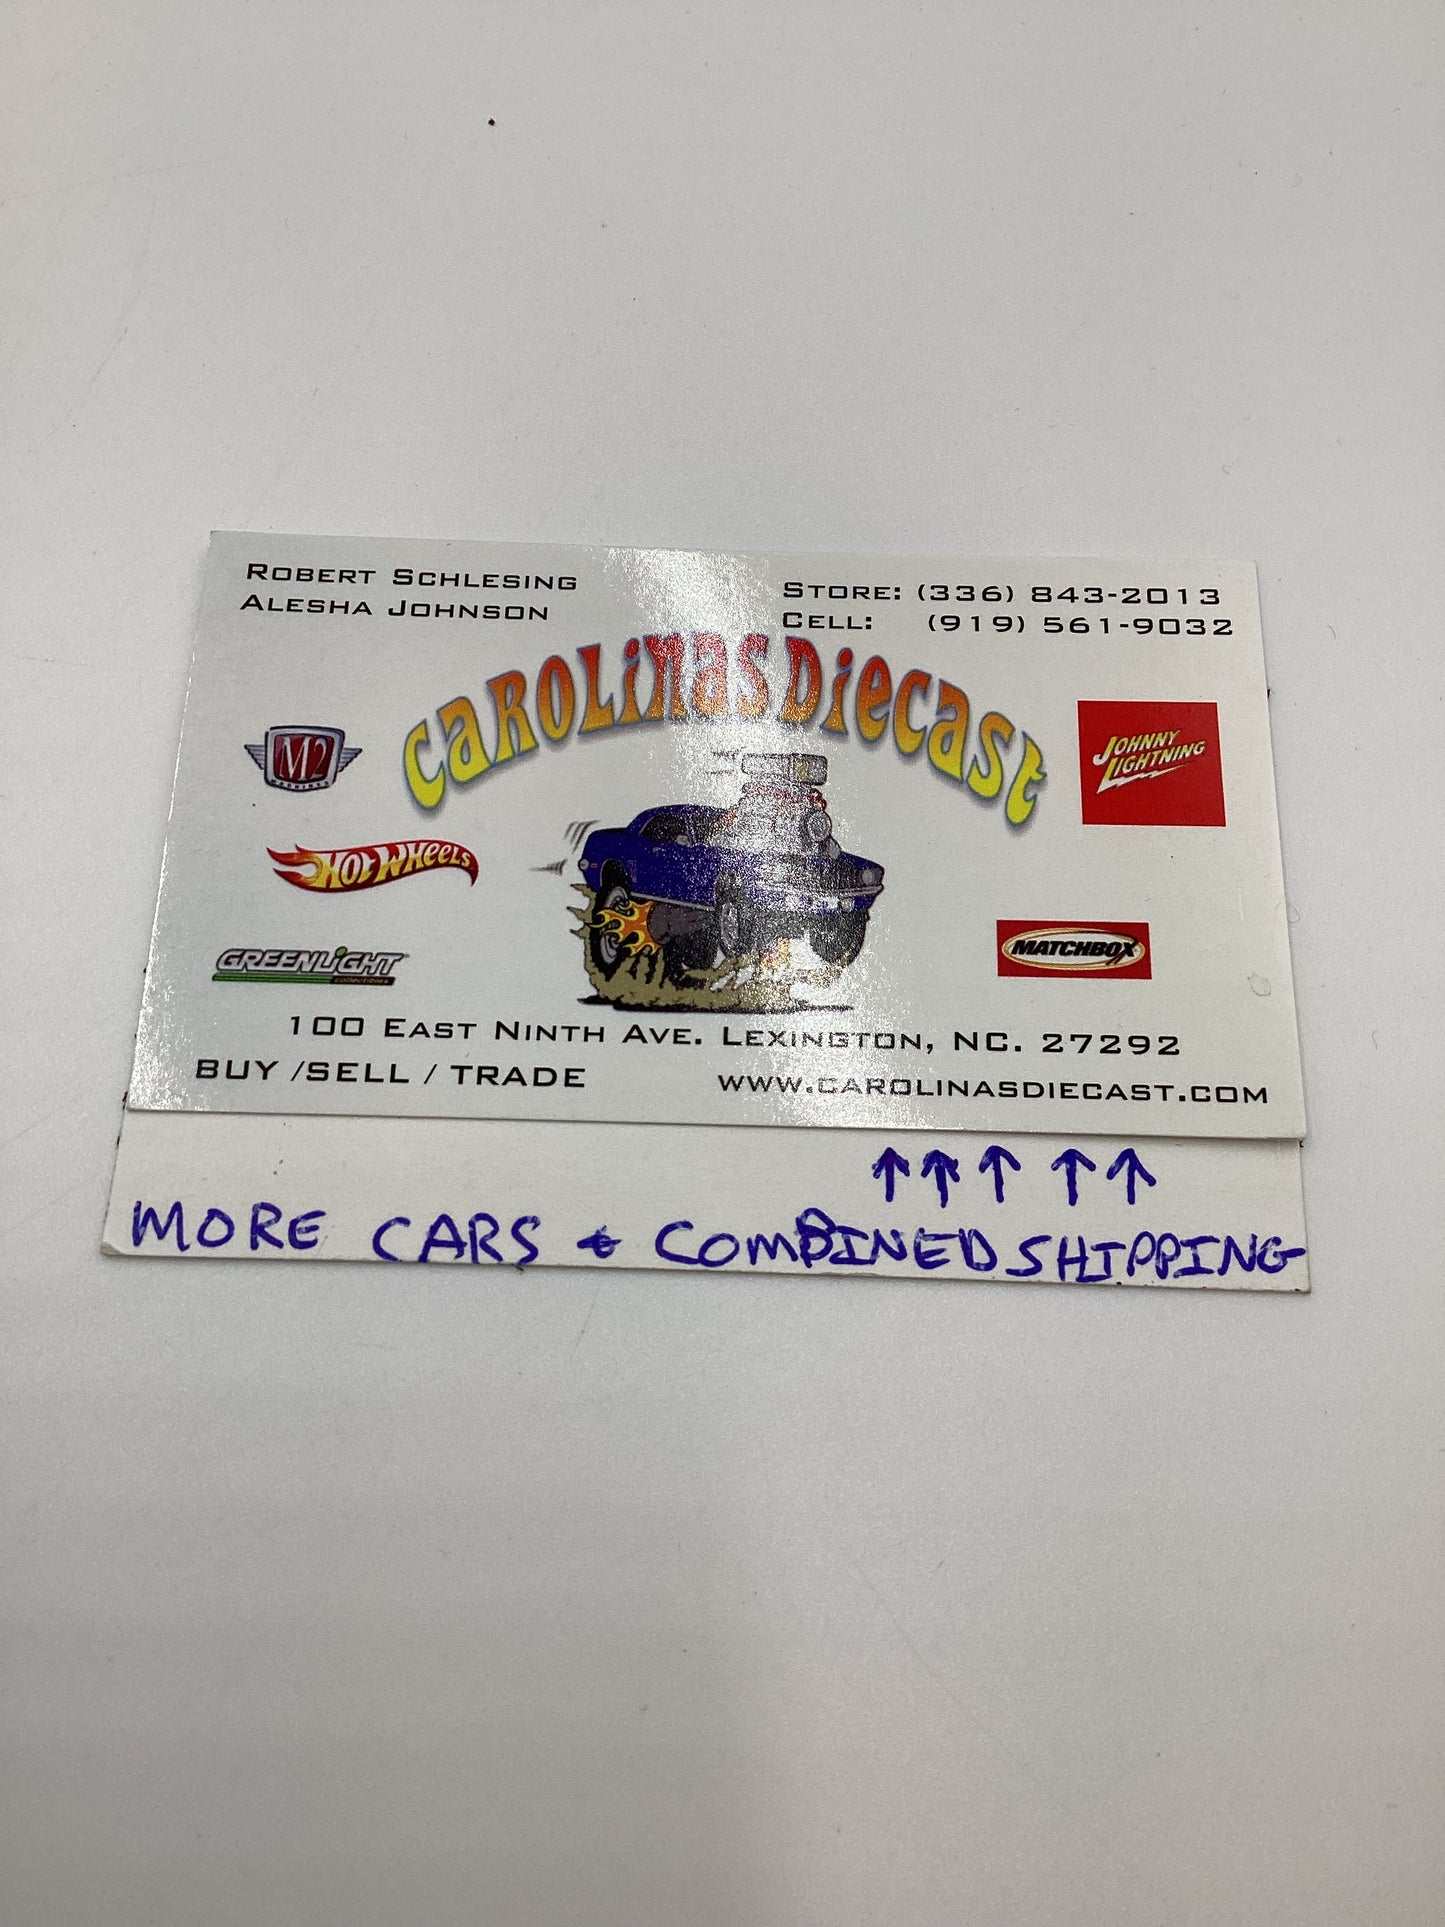 ROBERT SCHLESING
ALESHA JOHNSON
STORE: (336) 843-2013
CELL: (919) 561-9032
CAROLINAS DIECAST
M2
MACHINES
JOHNNY
LIGHTNING
HOT WHEELS
GREENLIGHT
collectibles
MATCHBOX
100 EAST NINTH AVE. LEXINGTON, NC. 27292
BUY /SELL / TRADE
WWW.CAROLINASDIECAST.COM
↑ ↑ ↑ ↑ ↑
MORE CARS & COMBINED SHIPPING